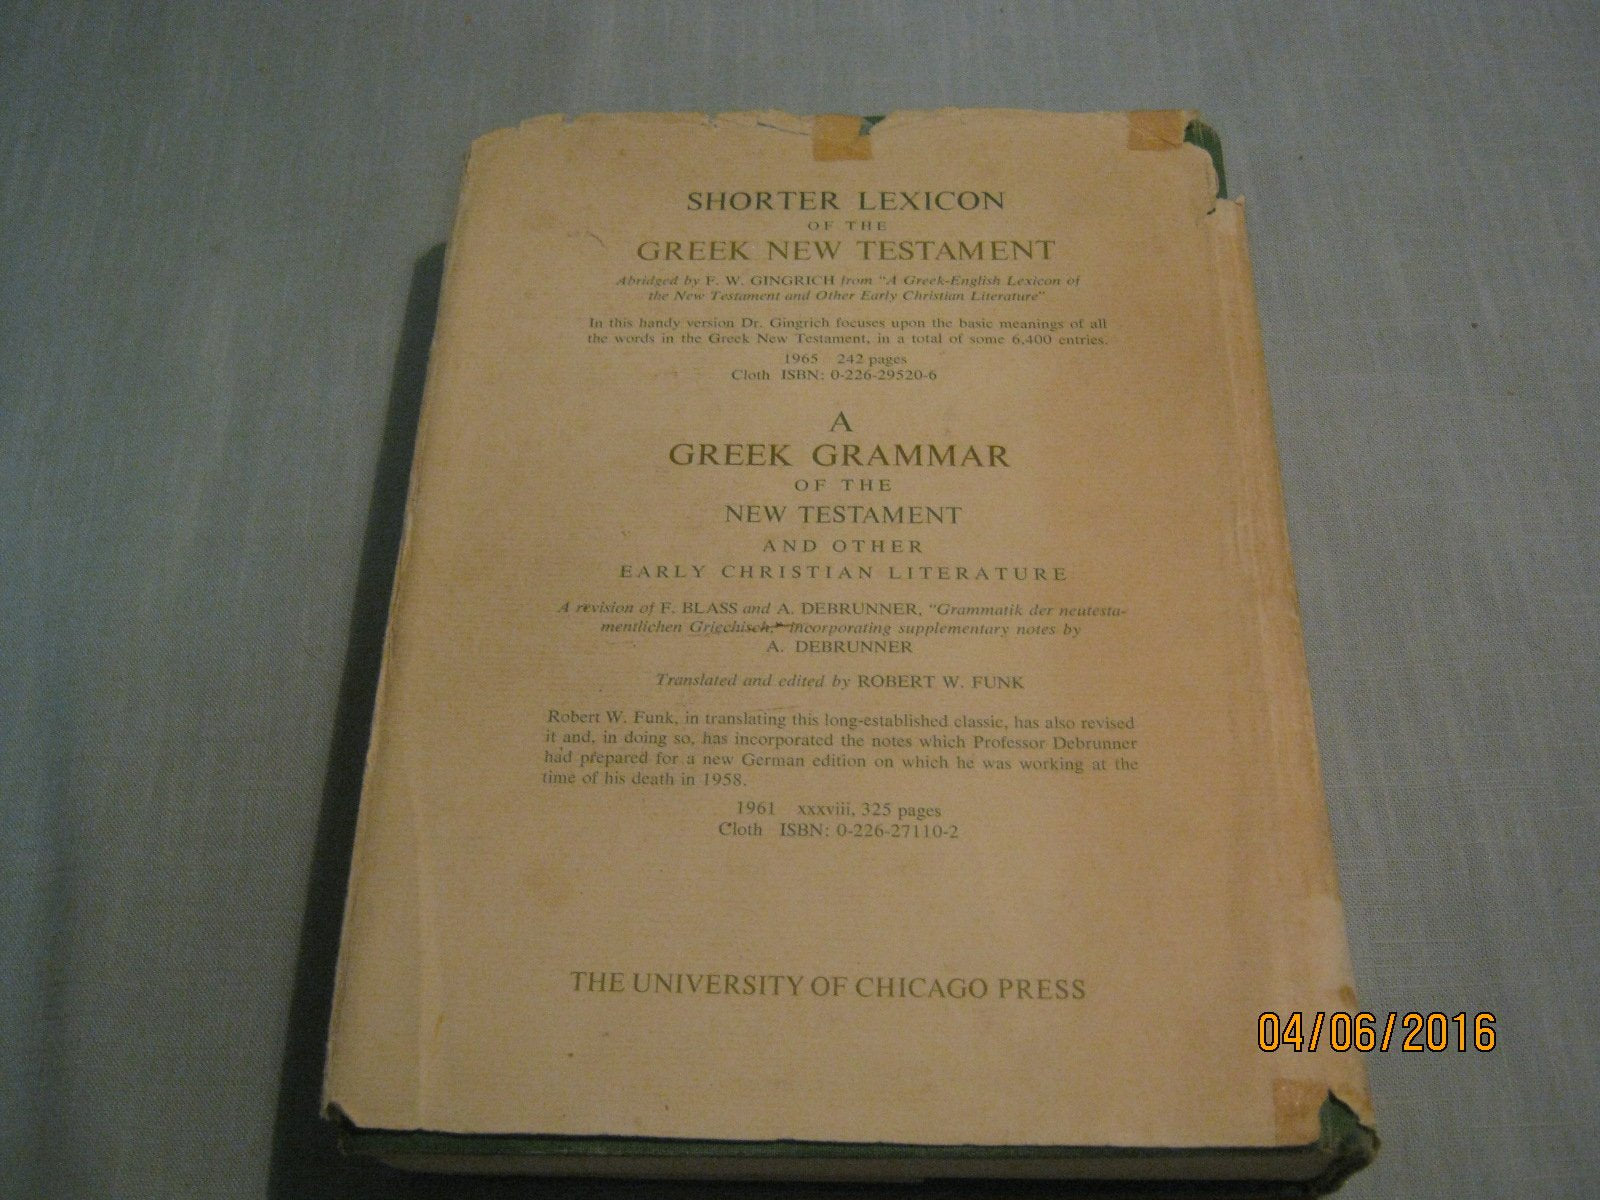 SHORTER LEXICON
OF THE
GREEK NEW TESTAMENT
Abridged by F. W. GINGRICH from "A Greek-English Lexicon of
the New Testament and Other Early Christian Literature"
In this handy version Dr. Gingrich focuses upon the basic meanings of all
the words in the Greek New Testament, in a total of some 6,400 entries.
1965 242 pages
Cloth ISBN: 0-226-29520-6
A
GREEK GRAMMAR
OF THE
NEW TESTAMENT
AND OTHER
EARLY CHRISTIAN LITERATURE
A revision of F. BLASS and A. DEBRUNNER, "Grammatik der neutesta-
mentlichen Griechisch," incorporating supplementary notes by
A. DEBRUNNER
Translated and edited by ROBERT W. FUNK
Robert W. Funk, in translating this long-established classic, has also revised
it and, in doing so, has incorporated the notes which Professor Debrunner
had prepared for a new German edition on which he was working at the
time of his death in 1958.
1961 xxxviii, 325 pages
Cloth ISBN: 0-226-27110-2
THE UNIVERSITY OF CHICAGO PRESS
04/06/2016